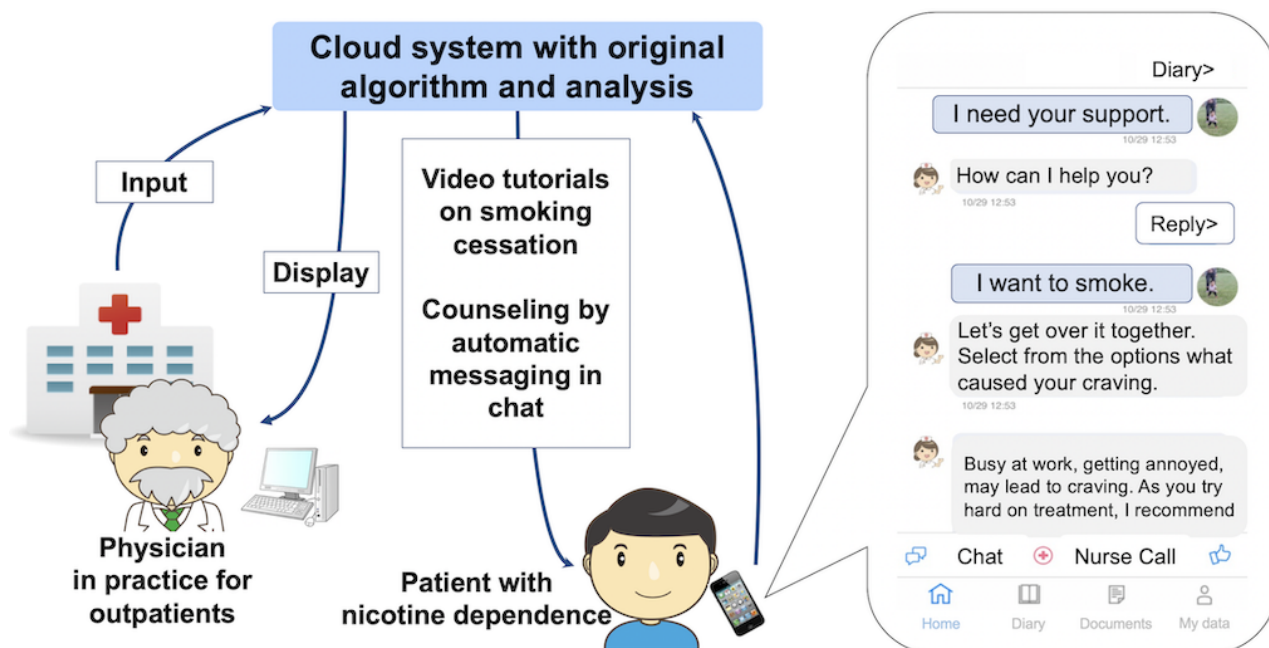 Cloud system with original
algorithm and analysis
Input
Display
Video tutorials
on smoking
cessation
Counseling by
automatic
messaging in
chat
Physician
in practice for
outpatients
Patient with
nicotine dependence
Diary>
I need your support.
10/29 12:53
How can I help you?
10/29 12:53
Reply>
I want to smoke.
10/29 12:53
Let's get over it together.
Select from the options what
caused your craving.
10/29 12:53
Busy at work, getting annoyed,
may lead to craving. As you try
hard on treatment, I recommend
Chat Nurse Call
Home Diary Documents My data